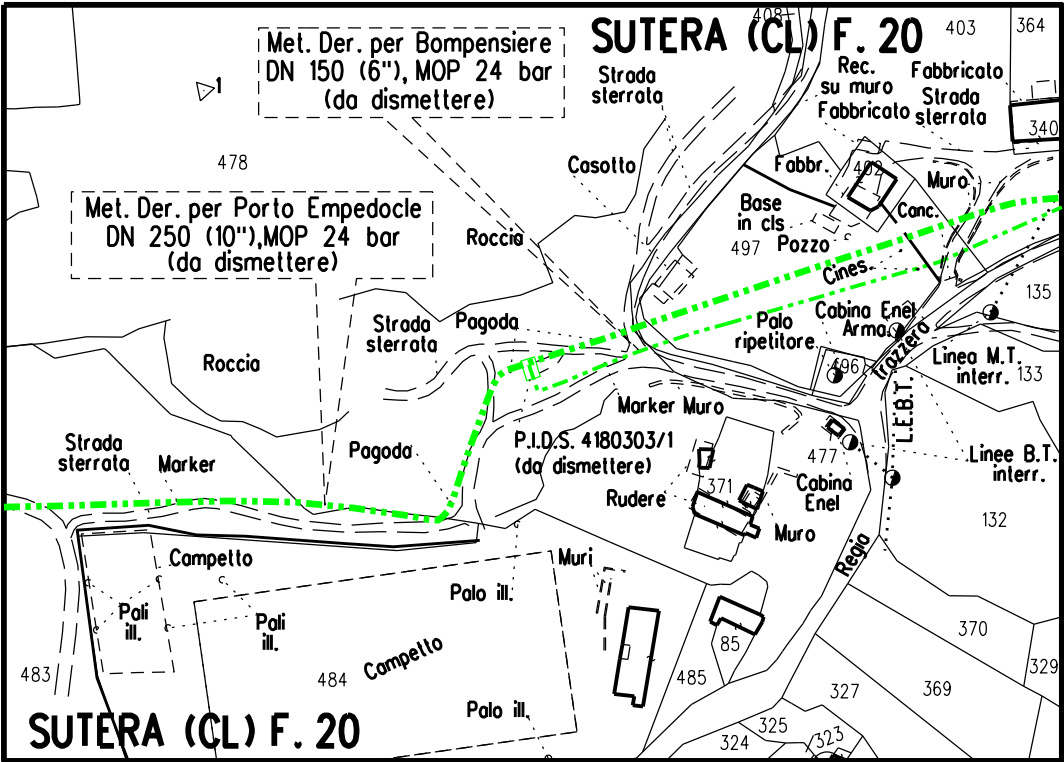 408
SUTERA (CL) F. 20
403
364
Met. Der. per Bompensiere
DN 150 (6"), MOP 24 bar
(da dismettere)
Strada
sterrata
Rec.
su muro
Fabbricato
Fabbricato
Strada
sterrata
340
1
478
Casotto
Fabbr.
402
Muro
Met. Der. per Porto Empedocle
DN 250 (10"),MOP 24 bar
(da dismettere)
Roccia
Base
in cls
497
Pozzo
Canc.
Cines.
135
Strada
sterrata
Pagoda
Palo
ripetitore
Cabina Enel
Arma.
Trazzera
Roccia
496
Linea M.T.
interr.
133
Marker Muro
L.E.B.T.
Strada
sterrata
Marker
Pagoda
P.I.D.S. 4180303/1
(da dismettere)
477
Linee B.T.
interr.
371
Rudere
Cabina
Enel
132
Muro
Campetto
Muri
Regia
Pali
ill.
Pali
ill.
Palo ill.
370
85
329
483
484
Campetto
485
327
369
Palo ill.
325
324
323
SUTERA (CL) F. 20